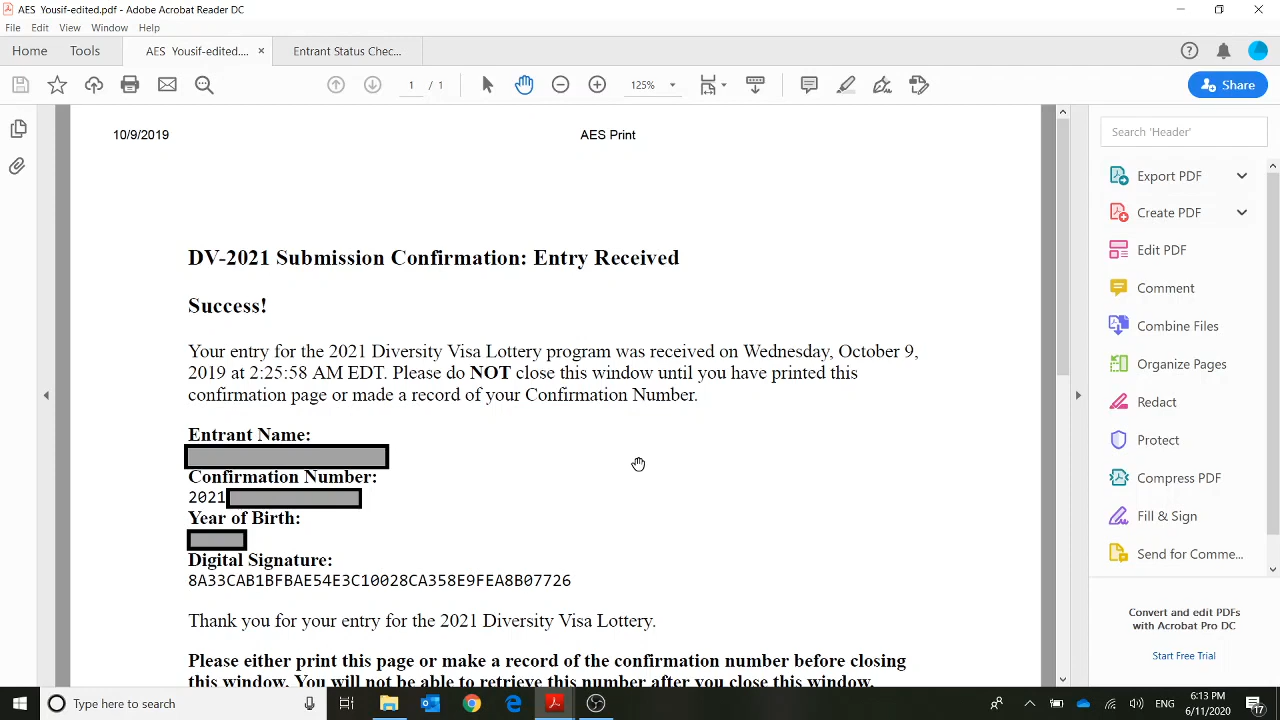 AES Yousif-edited.pdf - Adobe Acrobat Reader DC
File Edit View Window Help
Home Tools AES Yousif-edited.... × Entrant Status Chec...
1 / 1 125% Share
10/9/2019 AES Print
DV-2021 Submission Confirmation: Entry Received
Success!
Your entry for the 2021 Diversity Visa Lottery program was received on Wednesday, October 9,
2019 at 2:25:58 AM EDT. Please do NOT close this window until you have printed this
confirmation page or made a record of your Confirmation Number.
Entrant Name:
Confirmation Number:
2021
Year of Birth:
Digital Signature:
8A33CAB1BFBAE54E3C10028CA358E9FEA8B07726
Thank you for your entry for the 2021 Diversity Visa Lottery.
Please either print this page or make a record of the confirmation number before closing
this window. You will not be able to retrieve this number after you close this window.
Search 'Header'
Export PDF
Create PDF
Edit PDF
Comment
Combine Files
Organize Pages
Redact
Protect
Compress PDF
Fill & Sign
Send for Comme...
Convert and edit PDFs
with Acrobat Pro DC
Start Free Trial
Type here to search
ENG
6:13 PM
6/11/2020
17